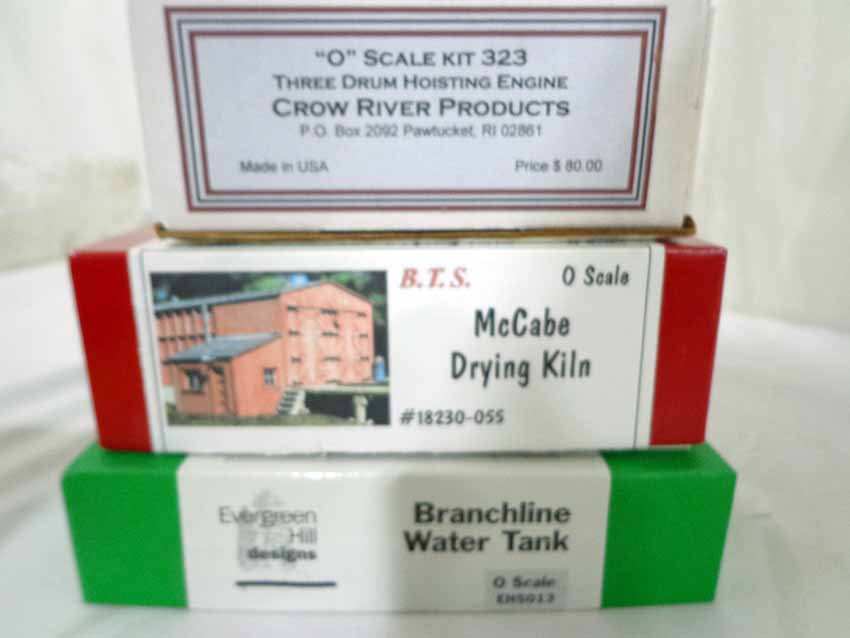 "O" SCALE KIT 323
THREE DRUM HOISTING ENGINE
CROW RIVER PRODUCTS
P.O. Box 2092 Pawtucket, RI 02861
Made in USA Price $ 80.00
B.T.S. O Scale
McCabe
Drying Kiln
#18230-055
Evergreen
Hill
designs
Branchline
Water Tank
O Scale
EHS013